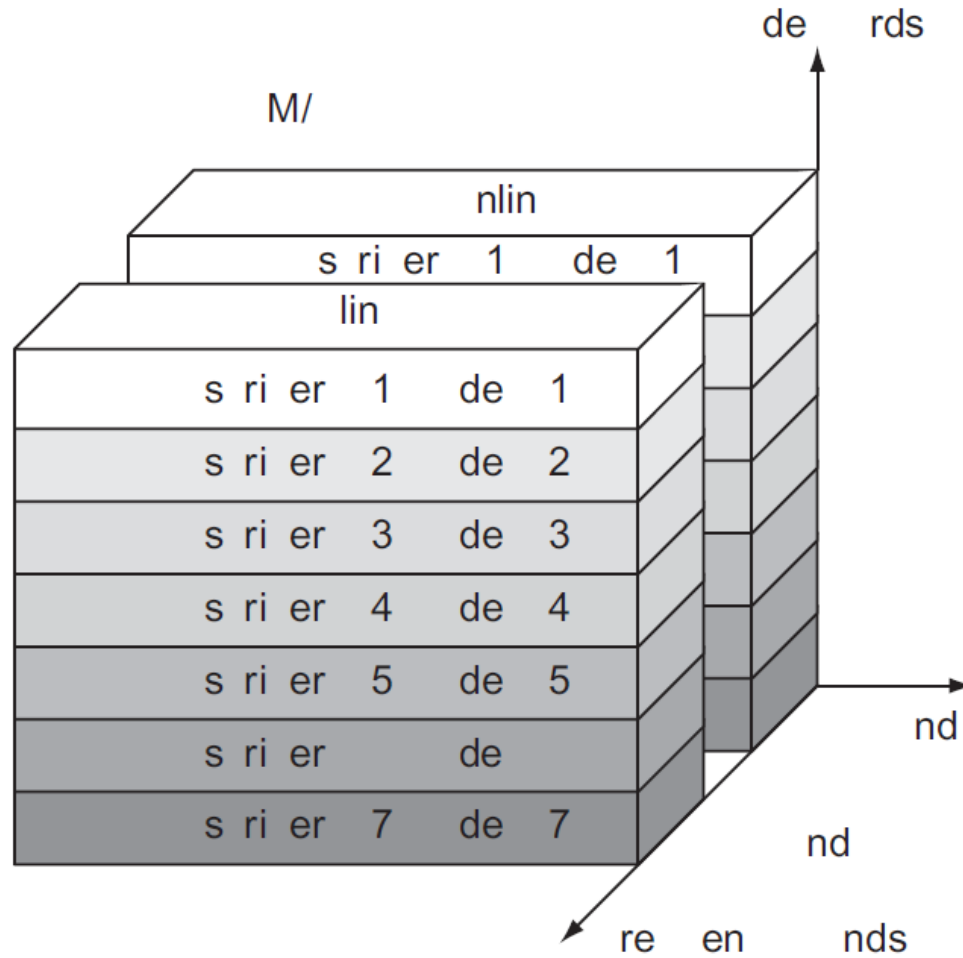 de rds
M/
nlin
s ri er 1 de 1
lin
s ri er 1 de 1
s ri er 2 de 2
s ri er 3 de 3
s ri er 4 de 4
s ri er 5 de 5
s ri er de
s ri er 7 de 7
nd
nd
re en nds